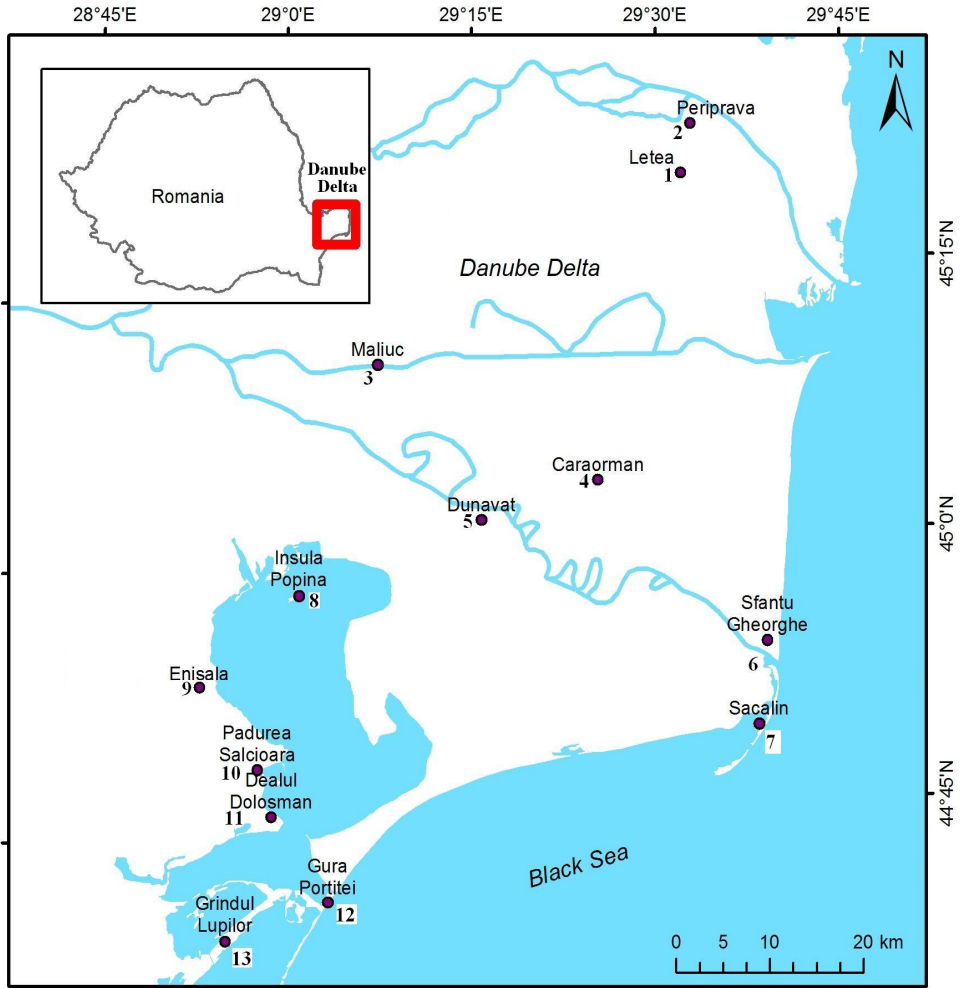 28°45'E 29°0'E 29°15'E 29°30'E 29°45'E
N
Periprava
2
Letea
1
Danube
Delta
Romania
Danube Delta
45°15'N
Maliuc
3
Caraorman
4
Dunavat
5
45°0'N
Insula
Popina
8
Sfantu
Gheorghe
6
Enisala
9
Sacalin
7
Padurea
Salcioara
10
Dealul
Dolosman
11
44°45'N
Black Sea
Gura
Portitei
12
Grindul
Lupilor
13
0 5 10 20 km